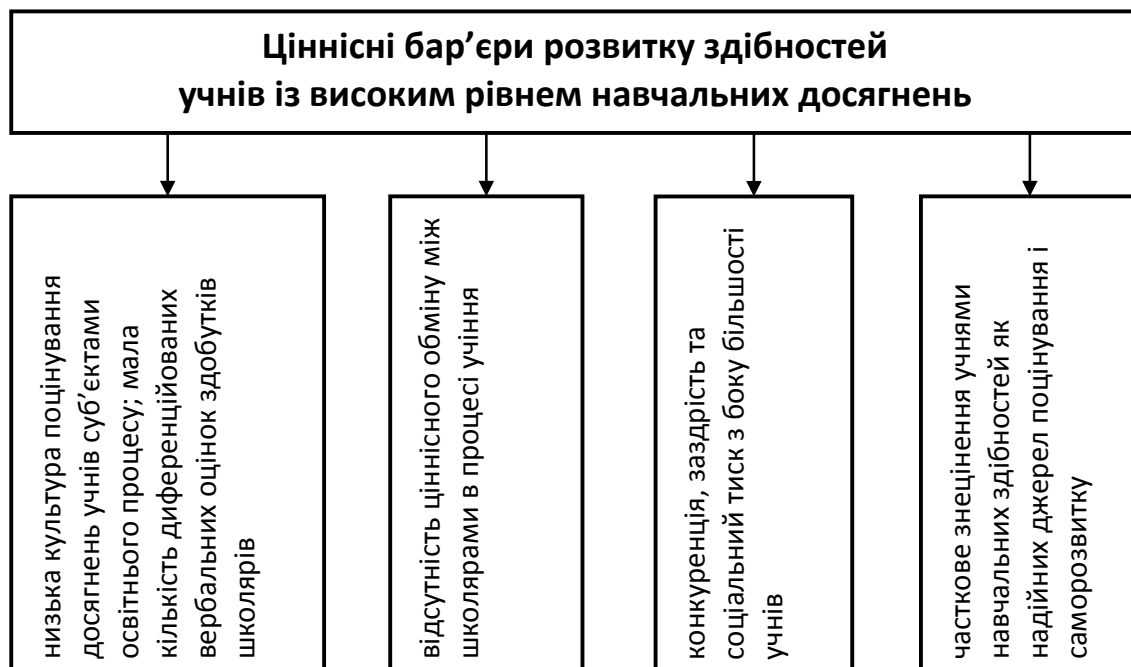 Ціннісні бар’єри розвитку здібностей
учнів із високим рівнем навчальних досягнень
низька культура поцінування
досягнень учнів суб’єктами
освітнього процесу; мала
кількість диференційованих
вербальних оцінок здобутків
школярів
відсутність ціннісного обміну між
школярами в процесі учіння
конкуренція, заздрість та
соціальний тиск з боку більшості
учнів
часткове знецінення учнями
навчальних здібностей як
надійних джерел поцінування і
саморозвитку